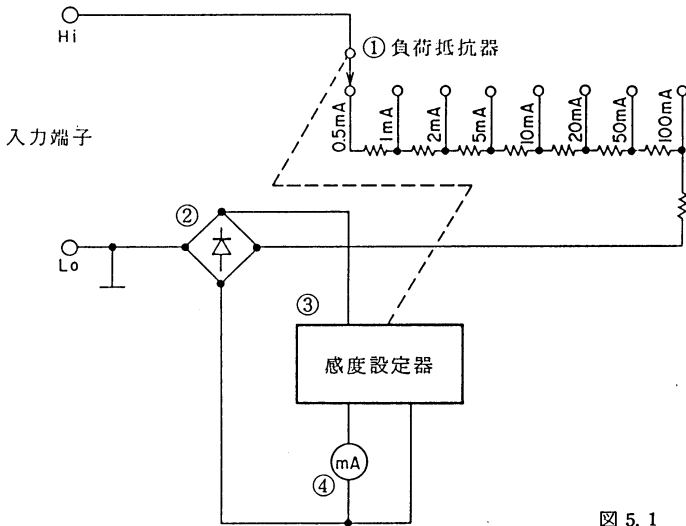 Hi
① 負荷抵抗器
0.5mA
1mA
2mA
5mA
10mA
20mA
50mA
100mA
入力端子
②
Lo
③
感度設定器
mA
④
図 5. 1